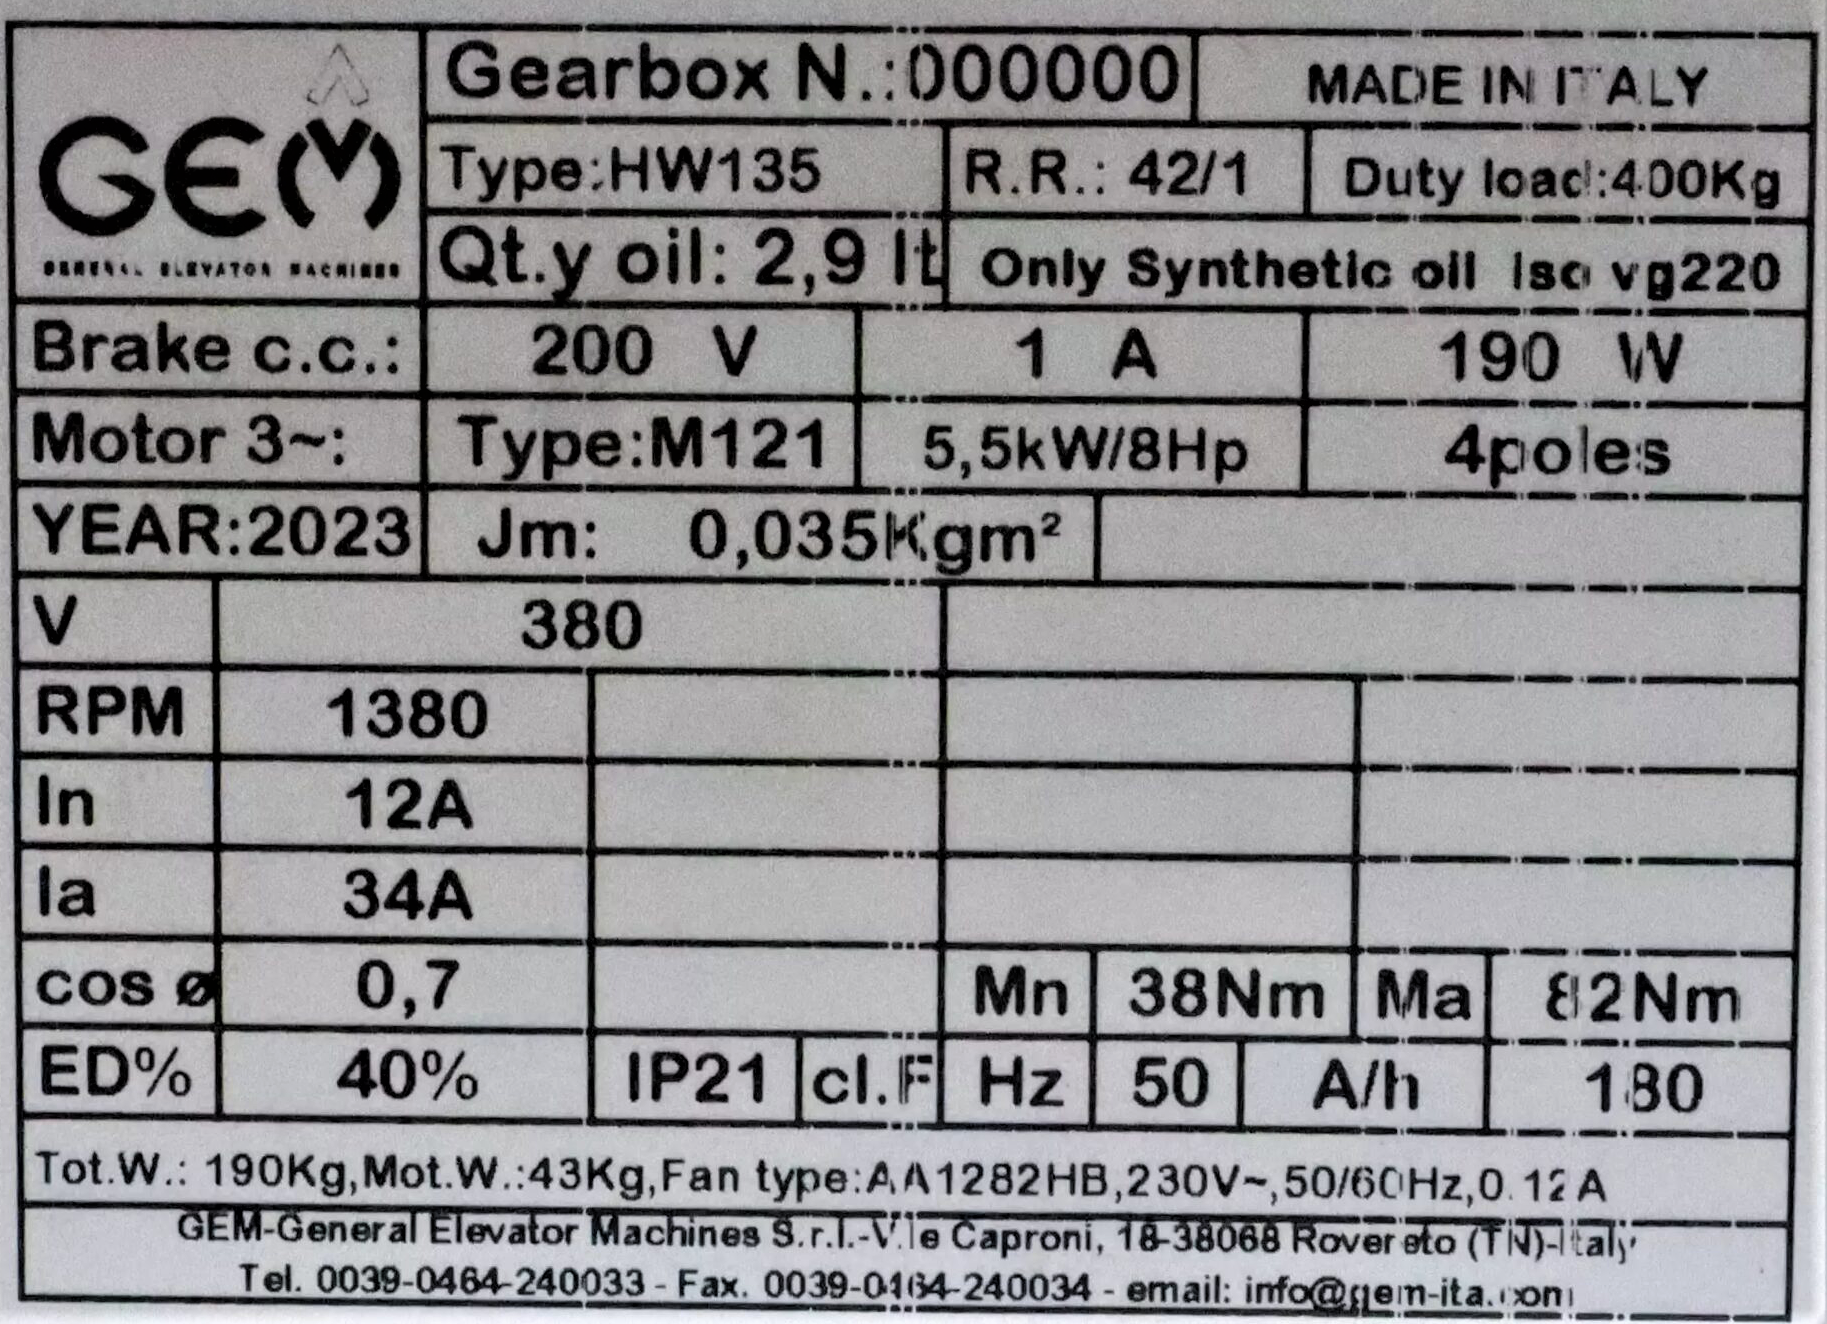 GEM
GENERAL ELEVATOR MACHINES
Gearbox N.:000000
MADE IN ITALY
Type:HW135
R.R.: 42/1
Duty load:400Kg
Qt.y oil: 2,9 lt
Only Synthetic oil Iso vg220
Brake c.c.: 200 V 1 A 190 W
Motor 3~: Type:M121 5,5kW/8Hp 4poles
YEAR:2023 Jm: 0,035Kgm²
V 380
RPM 1380
In 12A
Ia 34A
cos ø 0,7 Mn 38Nm Ma 82Nm
ED% 40% IP21 cl.F Hz 50 A/h 180
Tot.W.: 190Kg,Mot.W.:43Kg,Fan type:AA1282HB,230V~,50/60Hz,0.12A
GEM-General Elevator Machines S.r.l.-V.le Caproni, 18-38068 Rovereto (TN)-Italy
Tel. 0039-0464-240033 - Fax. 0039-0464-240034 - email: info@gem-ita.com